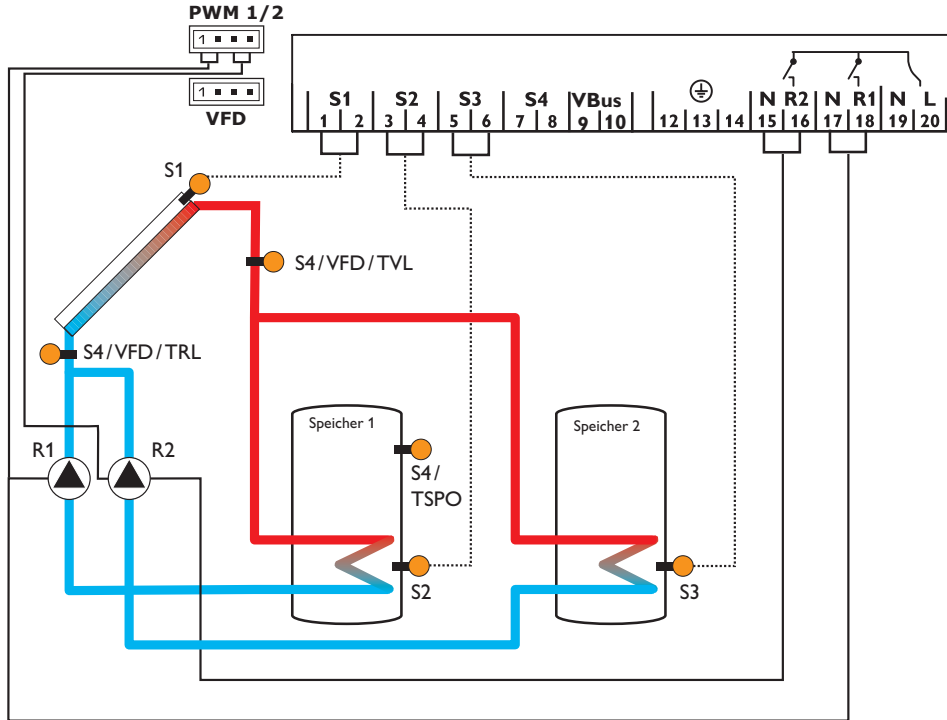 PWM 1/2
1
1
VFD
S1 S2 S3 S4 VBus N R2 N R1 N L
1 2 3 4 5 6 7 8 9 10 12 13 14 15 16 17 18 19 20
S1
S4/VFD/TVL
S4/VFD/TRL
Speicher 1
Speicher 2
R1
R2
S4/
TSPO
S2
S3